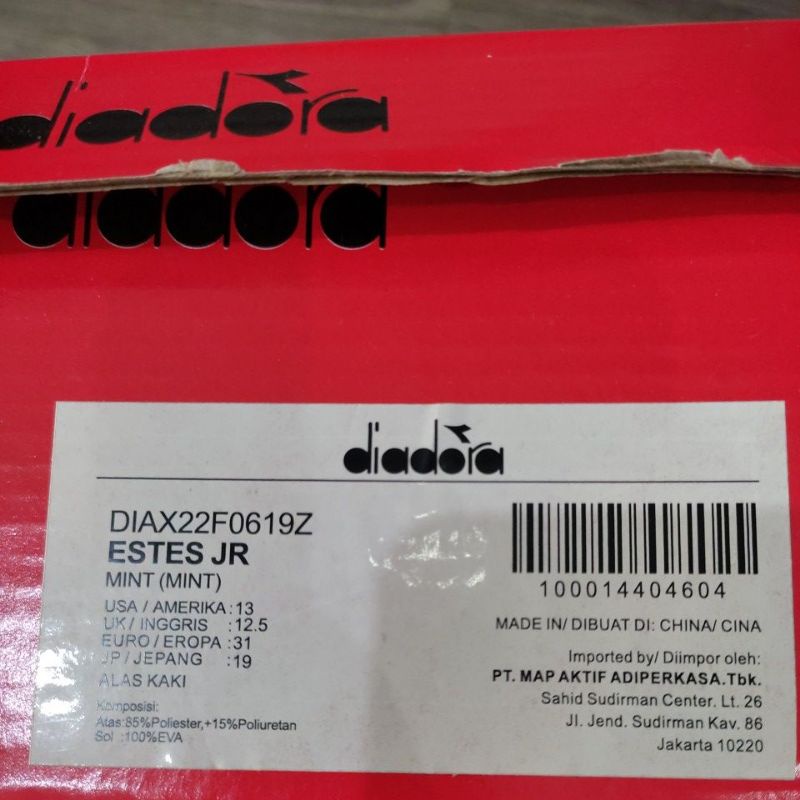 diadora
diadora
diadora
DIAX22F0619Z
ESTES JR
MINT (MINT)
USA / AMERIKA :13
UK / INGGRIS :12.5
EURO / EROPA :31
JP / JEPANG :19
ALAS KAKI
Komposisi:
Atas:85%Poliester,+15%Poliuretan
Sol :100%EVA
100014404604
MADE IN/ DIBUAT DI: CHINA/ CINA
Imported by/ Diimpor oleh:
PT. MAP AKTIF ADIPERKASA.Tbk.
Sahid Sudirman Center. Lt. 26
Jl. Jend. Sudirman Kav. 86
Jakarta 10220